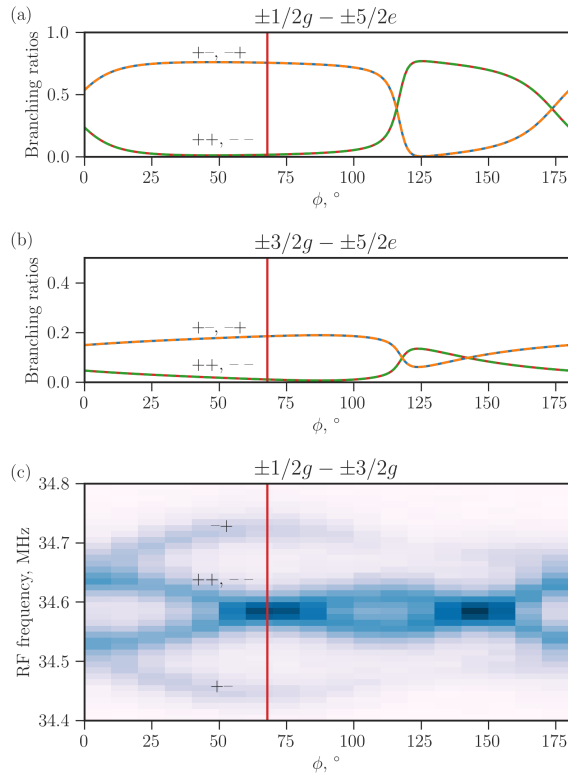 (a)
±1/2g − ±5/2e
Branching ratios
1.0
0.5
0.0
+−, −+
++, −−
0 25 50 75 100 125 150 175
ϕ, °
(b)
±3/2g − ±5/2e
Branching ratios
0.4
0.2
0.0
+−, −+
++, −−
0 25 50 75 100 125 150 175
ϕ, °
(c)
±1/2g − ±3/2g
RF frequency, MHz
34.8
34.7
34.6
34.5
34.4
−+
++, −−
+−
0 25 50 75 100 125 150 175
ϕ, °